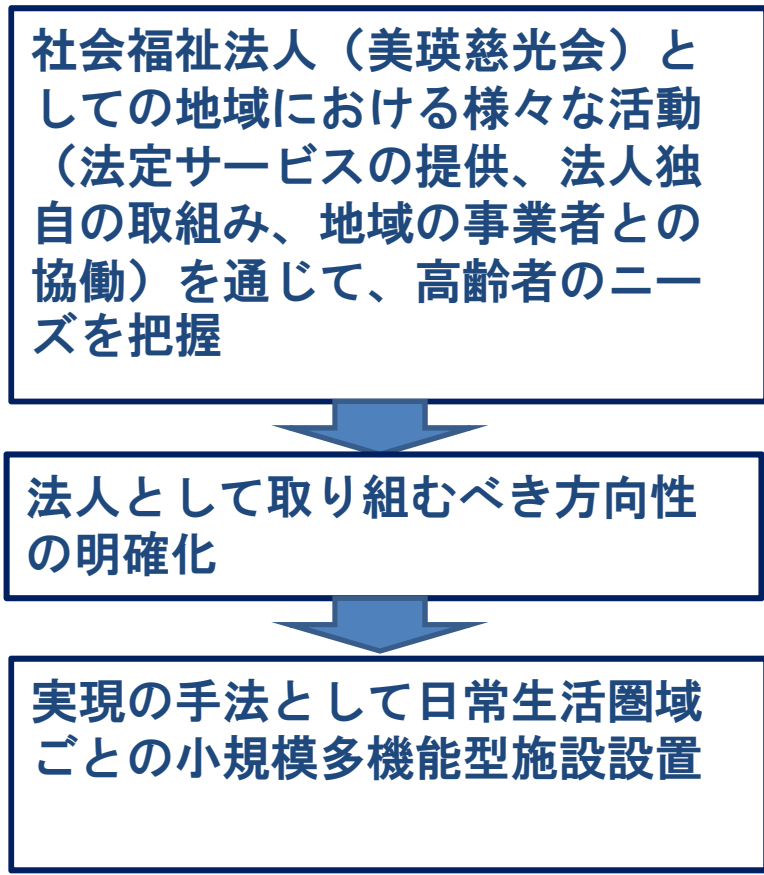 社会福祉法人（美瑛慈光会）と
しての地域における様々な活動
（法定サービスの提供、法人独
自の取組み、地域の事業者との
協働）を通じて、高齢者のニー
ズを把握
法人として取り組むべき方向性
の明確化
実現の手法として日常生活圏域
ごとの小規模多機能型施設設置